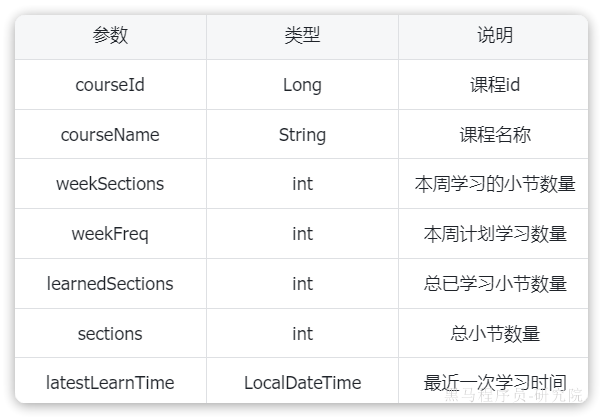 参数 类型 说明
courseId Long 课程id
courseName String 课程名称
weekSections int 本周学习的小节数量
weekFreq int 本周计划学习数量
learnedSections int 总已学习小节数量
sections int 总小节数量
latestLearnTime LocalDateTime 最近一次学习时间
黑马程序员-研究院